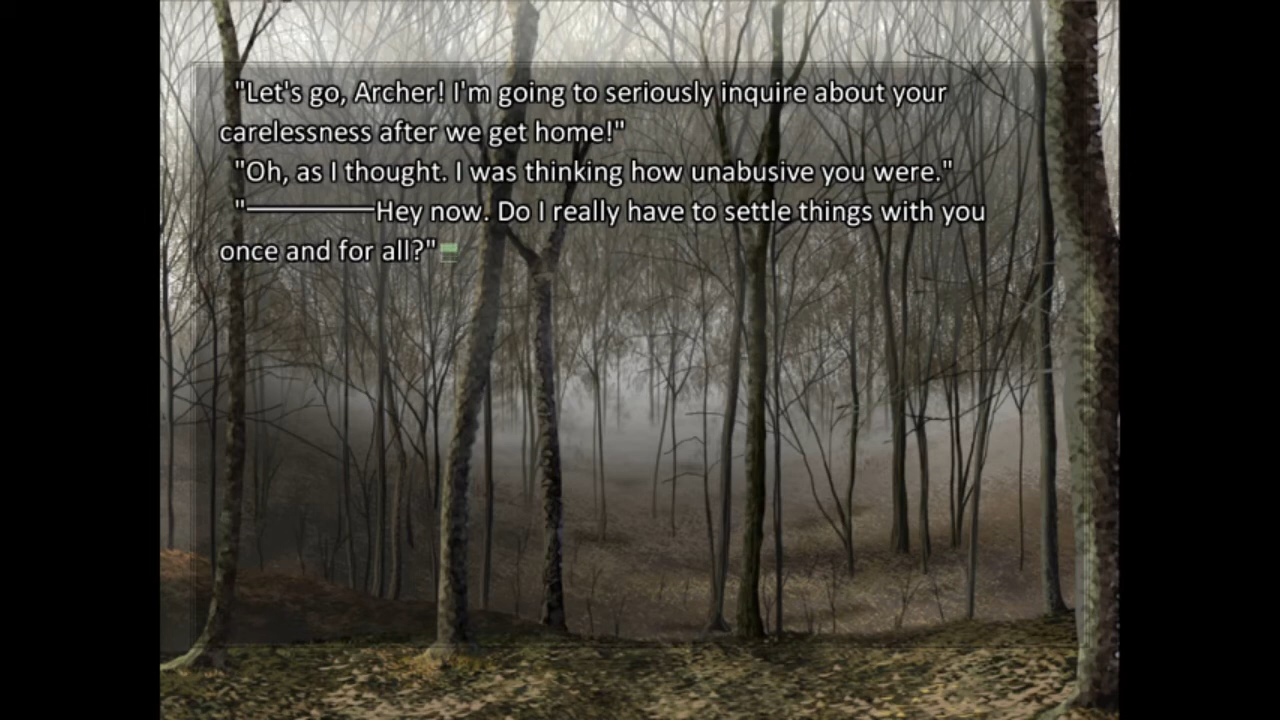 "Let's go, Archer! I'm going to seriously inquire about your
carelessness after we get home!"
"Oh, as I thought. I was thinking how unabusive you were."
"――――Hey now. Do I really have to settle things with you
once and for all?"